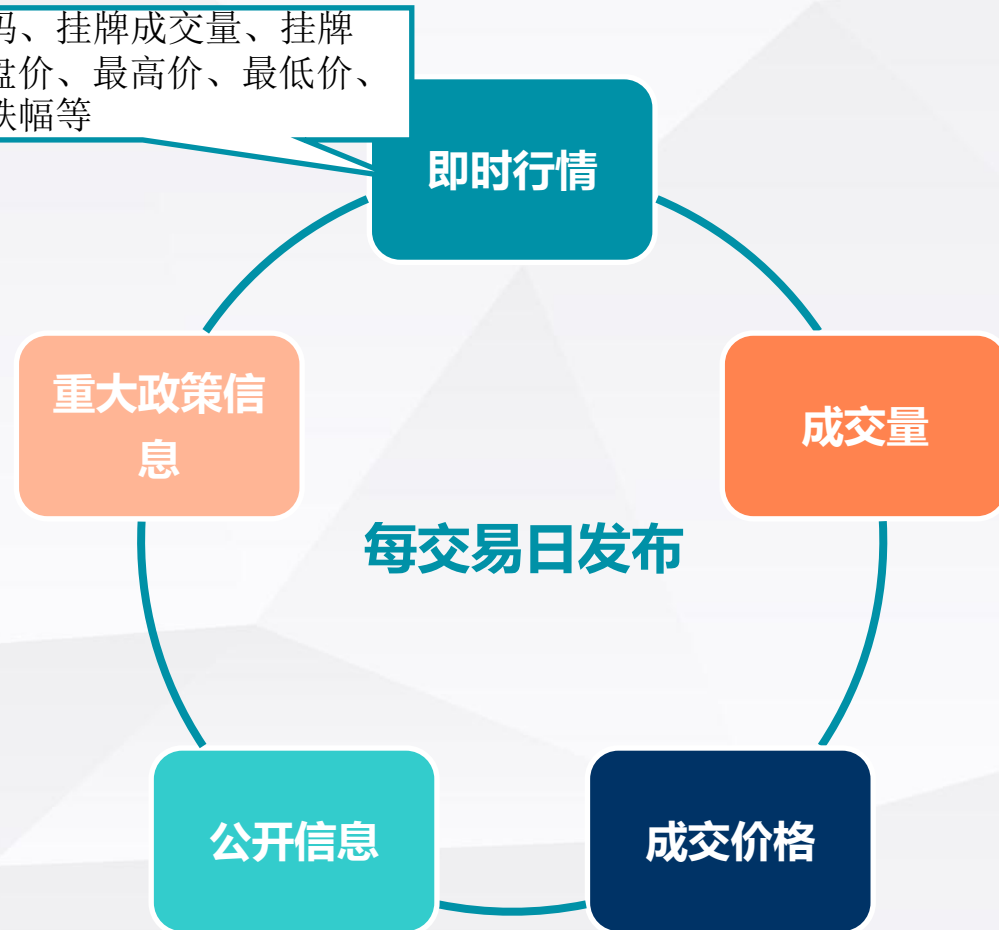 码、挂牌成交量、挂牌
盘价、最高价、最低价、
跌幅等
即时行情
重大政策信
息
成交量
每交易日发布
公开信息
成交价格